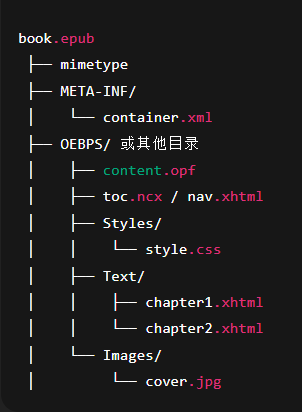 book.epub
├── mimetype
├── META-INF/
│   └── container.xml
├── OEBPS/ 或其他目录
│   ├── content.opf
│   ├── toc.ncx / nav.xhtml
│   ├── Styles/
│   │   └── style.css
│   ├── Text/
│   │   ├── chapter1.xhtml
│   │   └── chapter2.xhtml
│   └── Images/
│       └── cover.jpg